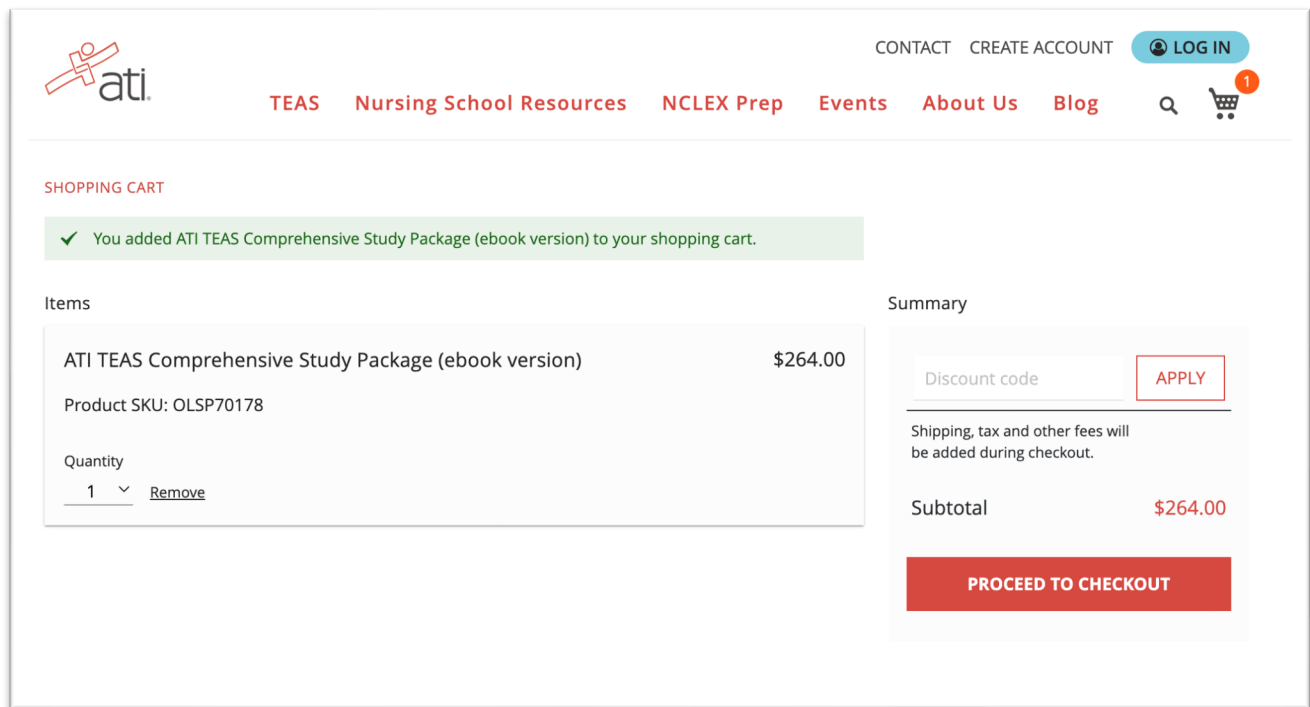 CONTACT CREATE ACCOUNT LOG IN
ati
TEAS Nursing School Resources NCLEX Prep Events About Us Blog
1
SHOPPING CART
You added ATI TEAS Comprehensive Study Package (ebook version) to your shopping cart.
Items
ATI TEAS Comprehensive Study Package (ebook version) $264.00
Product SKU: OLSP70178
Quantity
1 Remove
Summary
Discount code APPLY
Shipping, tax and other fees will
be added during checkout.
Subtotal $264.00
PROCEED TO CHECKOUT